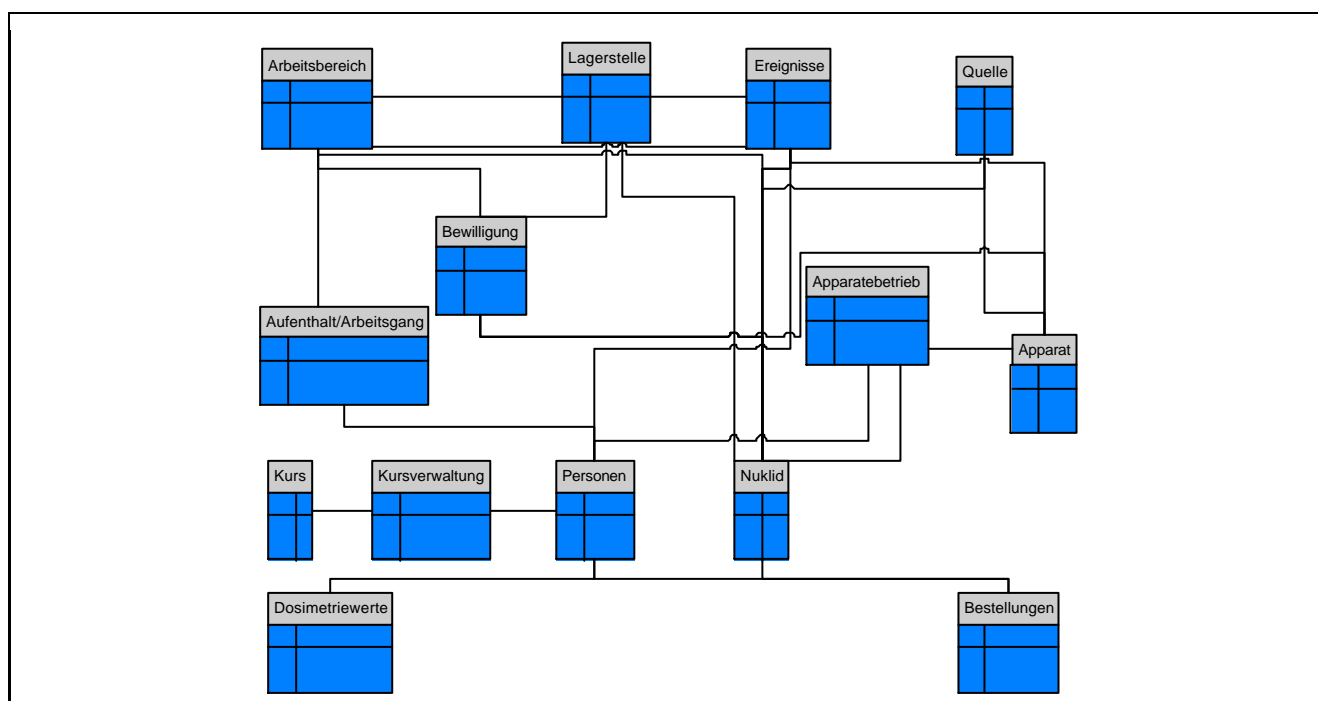 Arbeitsbereich
Lagerstelle
Ereignisse
Quelle
Bewilligung
Apparatebetrieb
Aufenthalt/Arbeitsgang
Apparat
Kurs
Kursverwaltung
Personen
Nuklid
Dosimetriewerte
Bestellungen